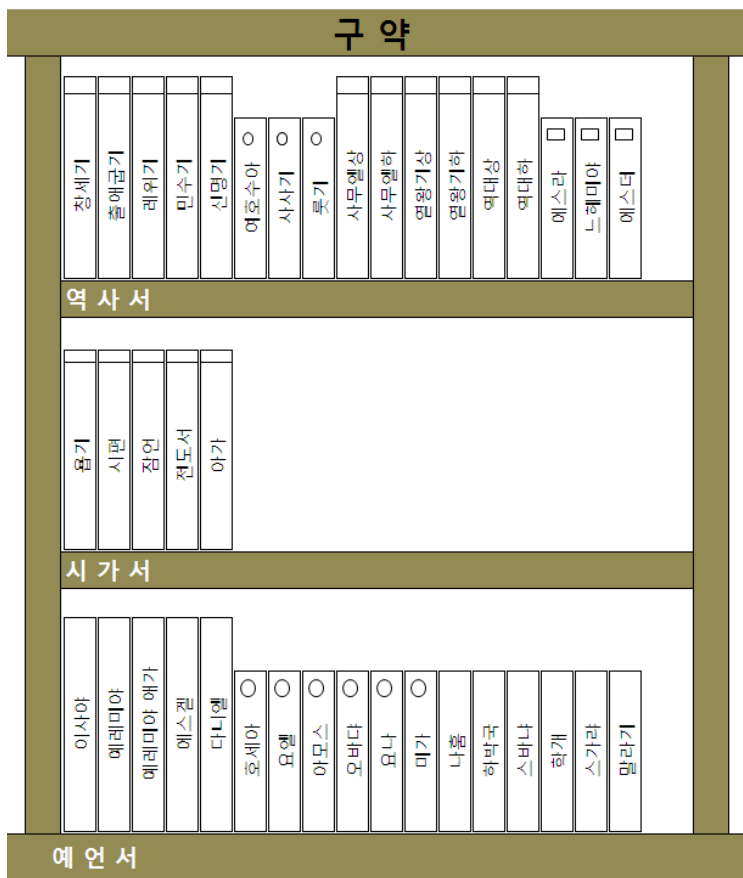 구 약
창세기
출애굽기
레위기
민수기
신명기
여호수아
사사기
룻기
사무엘상
사무엘하
열왕기상
열왕기하
역대상
역대하
에스라
느헤미야
에스더
역 사 서
욥기
시편
잠언
전도서
아가
시 가 서
이사야
예레미야
예레미야 애가
에스겔
다니엘
호세아
요엘
아모스
오바댜
요나
미가
나훔
하박국
스바냐
학개
스가랴
말라기
예 언 서